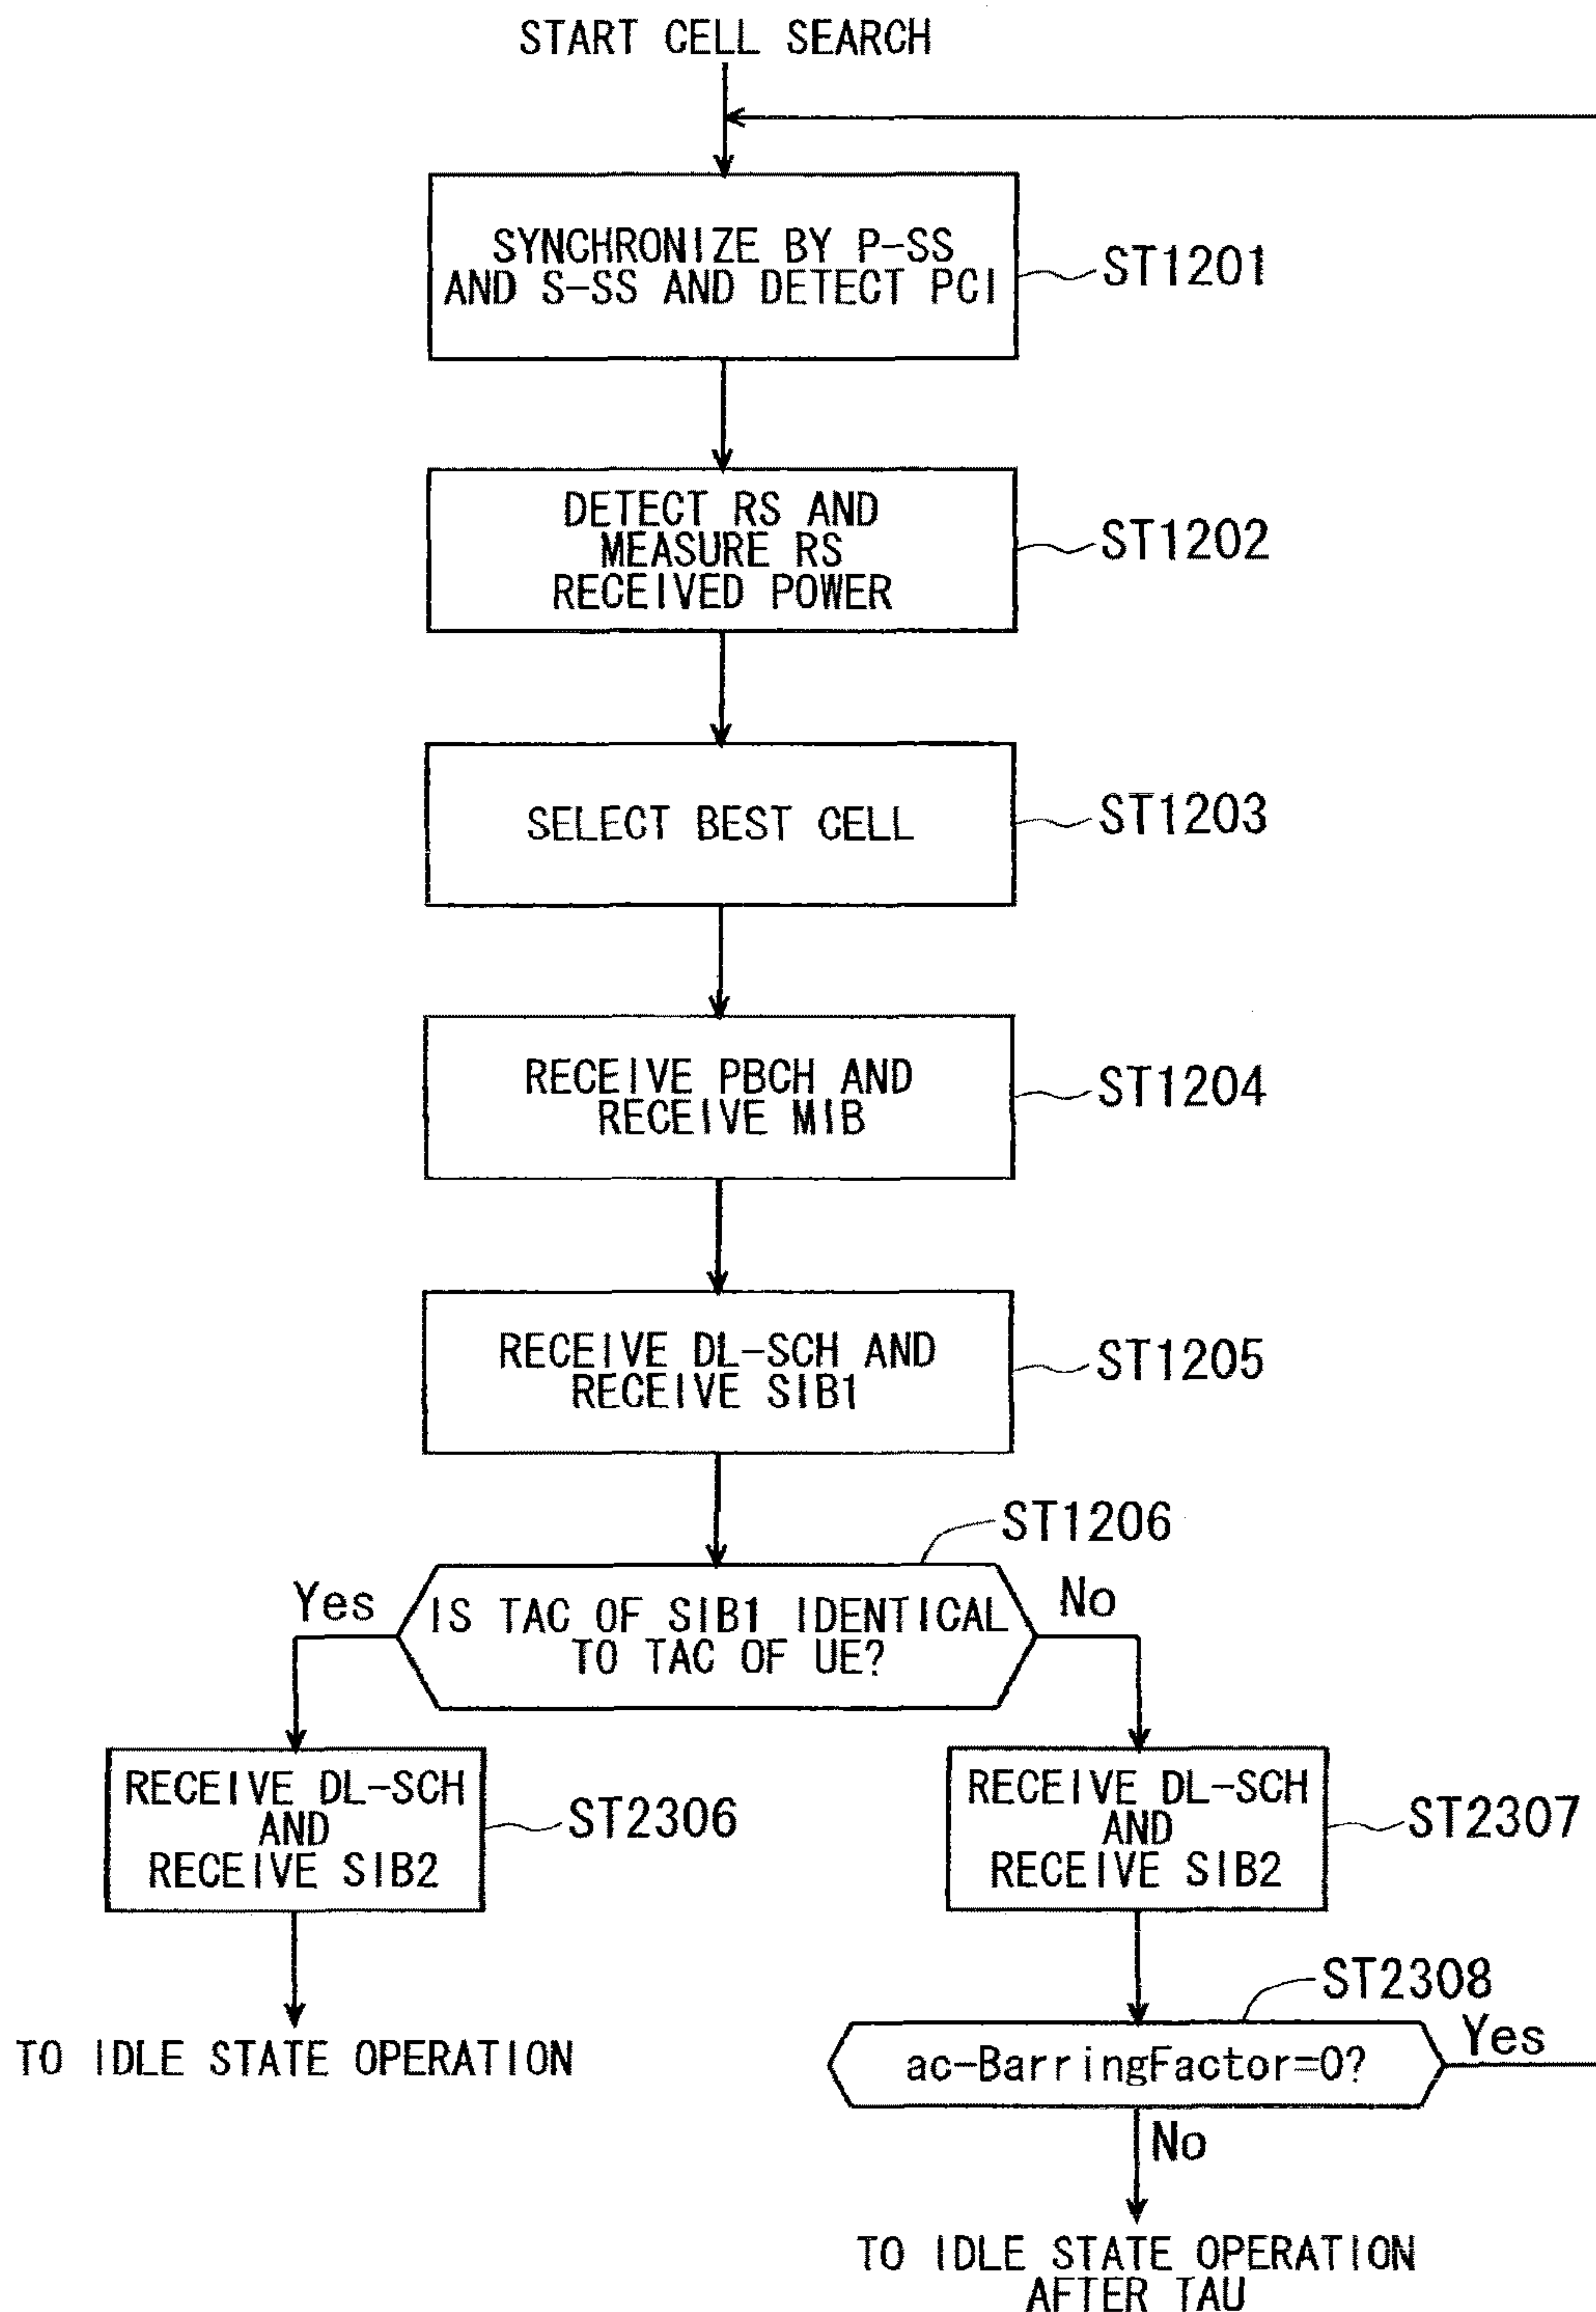 START CELL SEARCH
SYNCHRONIZE BY P-SS
AND S-SS AND DETECT PCI
ST1201
DETECT RS AND
MEASURE RS
RECEIVED POWER
ST1202
SELECT BEST CELL
ST1203
RECEIVE PBCH AND
RECEIVE MIB
ST1204
RECEIVE DL-SCH AND
RECEIVE SIB1
ST1205
ST1206
Yes
IS TAC OF SIB1 IDENTICAL
TO TAC OF UE?
No
RECEIVE DL-SCH
AND
RECEIVE SIB2
ST2306
RECEIVE DL-SCH
AND
RECEIVE SIB2
ST2307
TO IDLE STATE OPERATION
ST2308
ac-BarringFactor=0?
Yes
No
TO IDLE STATE OPERATION
AFTER TAU